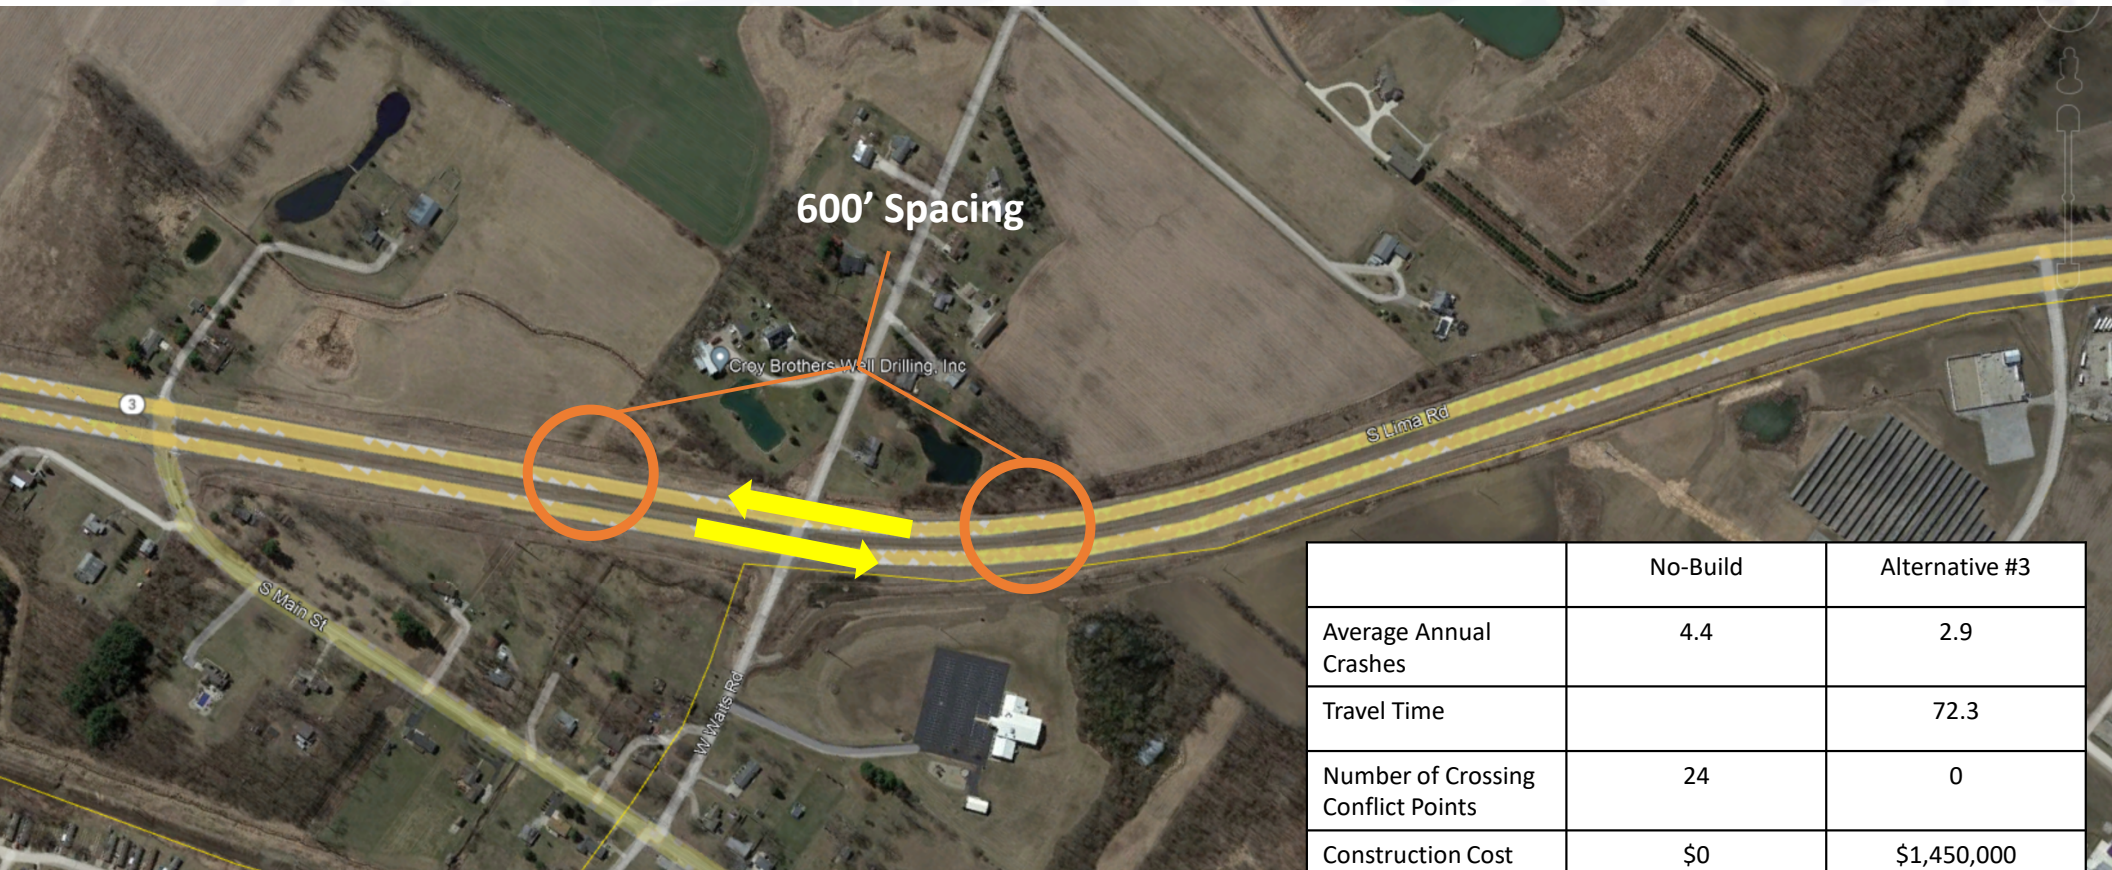 600’ Spacing
Croy Brothers Well Drilling, Inc
3
S Lima Rd
S Main St
W Waits Rd
No-Build Alternative #3
Average Annual 4.4 2.9
Crashes
Travel Time 72.3
Number of Crossing 24 0
Conflict Points
Construction Cost $0 $1,450,000